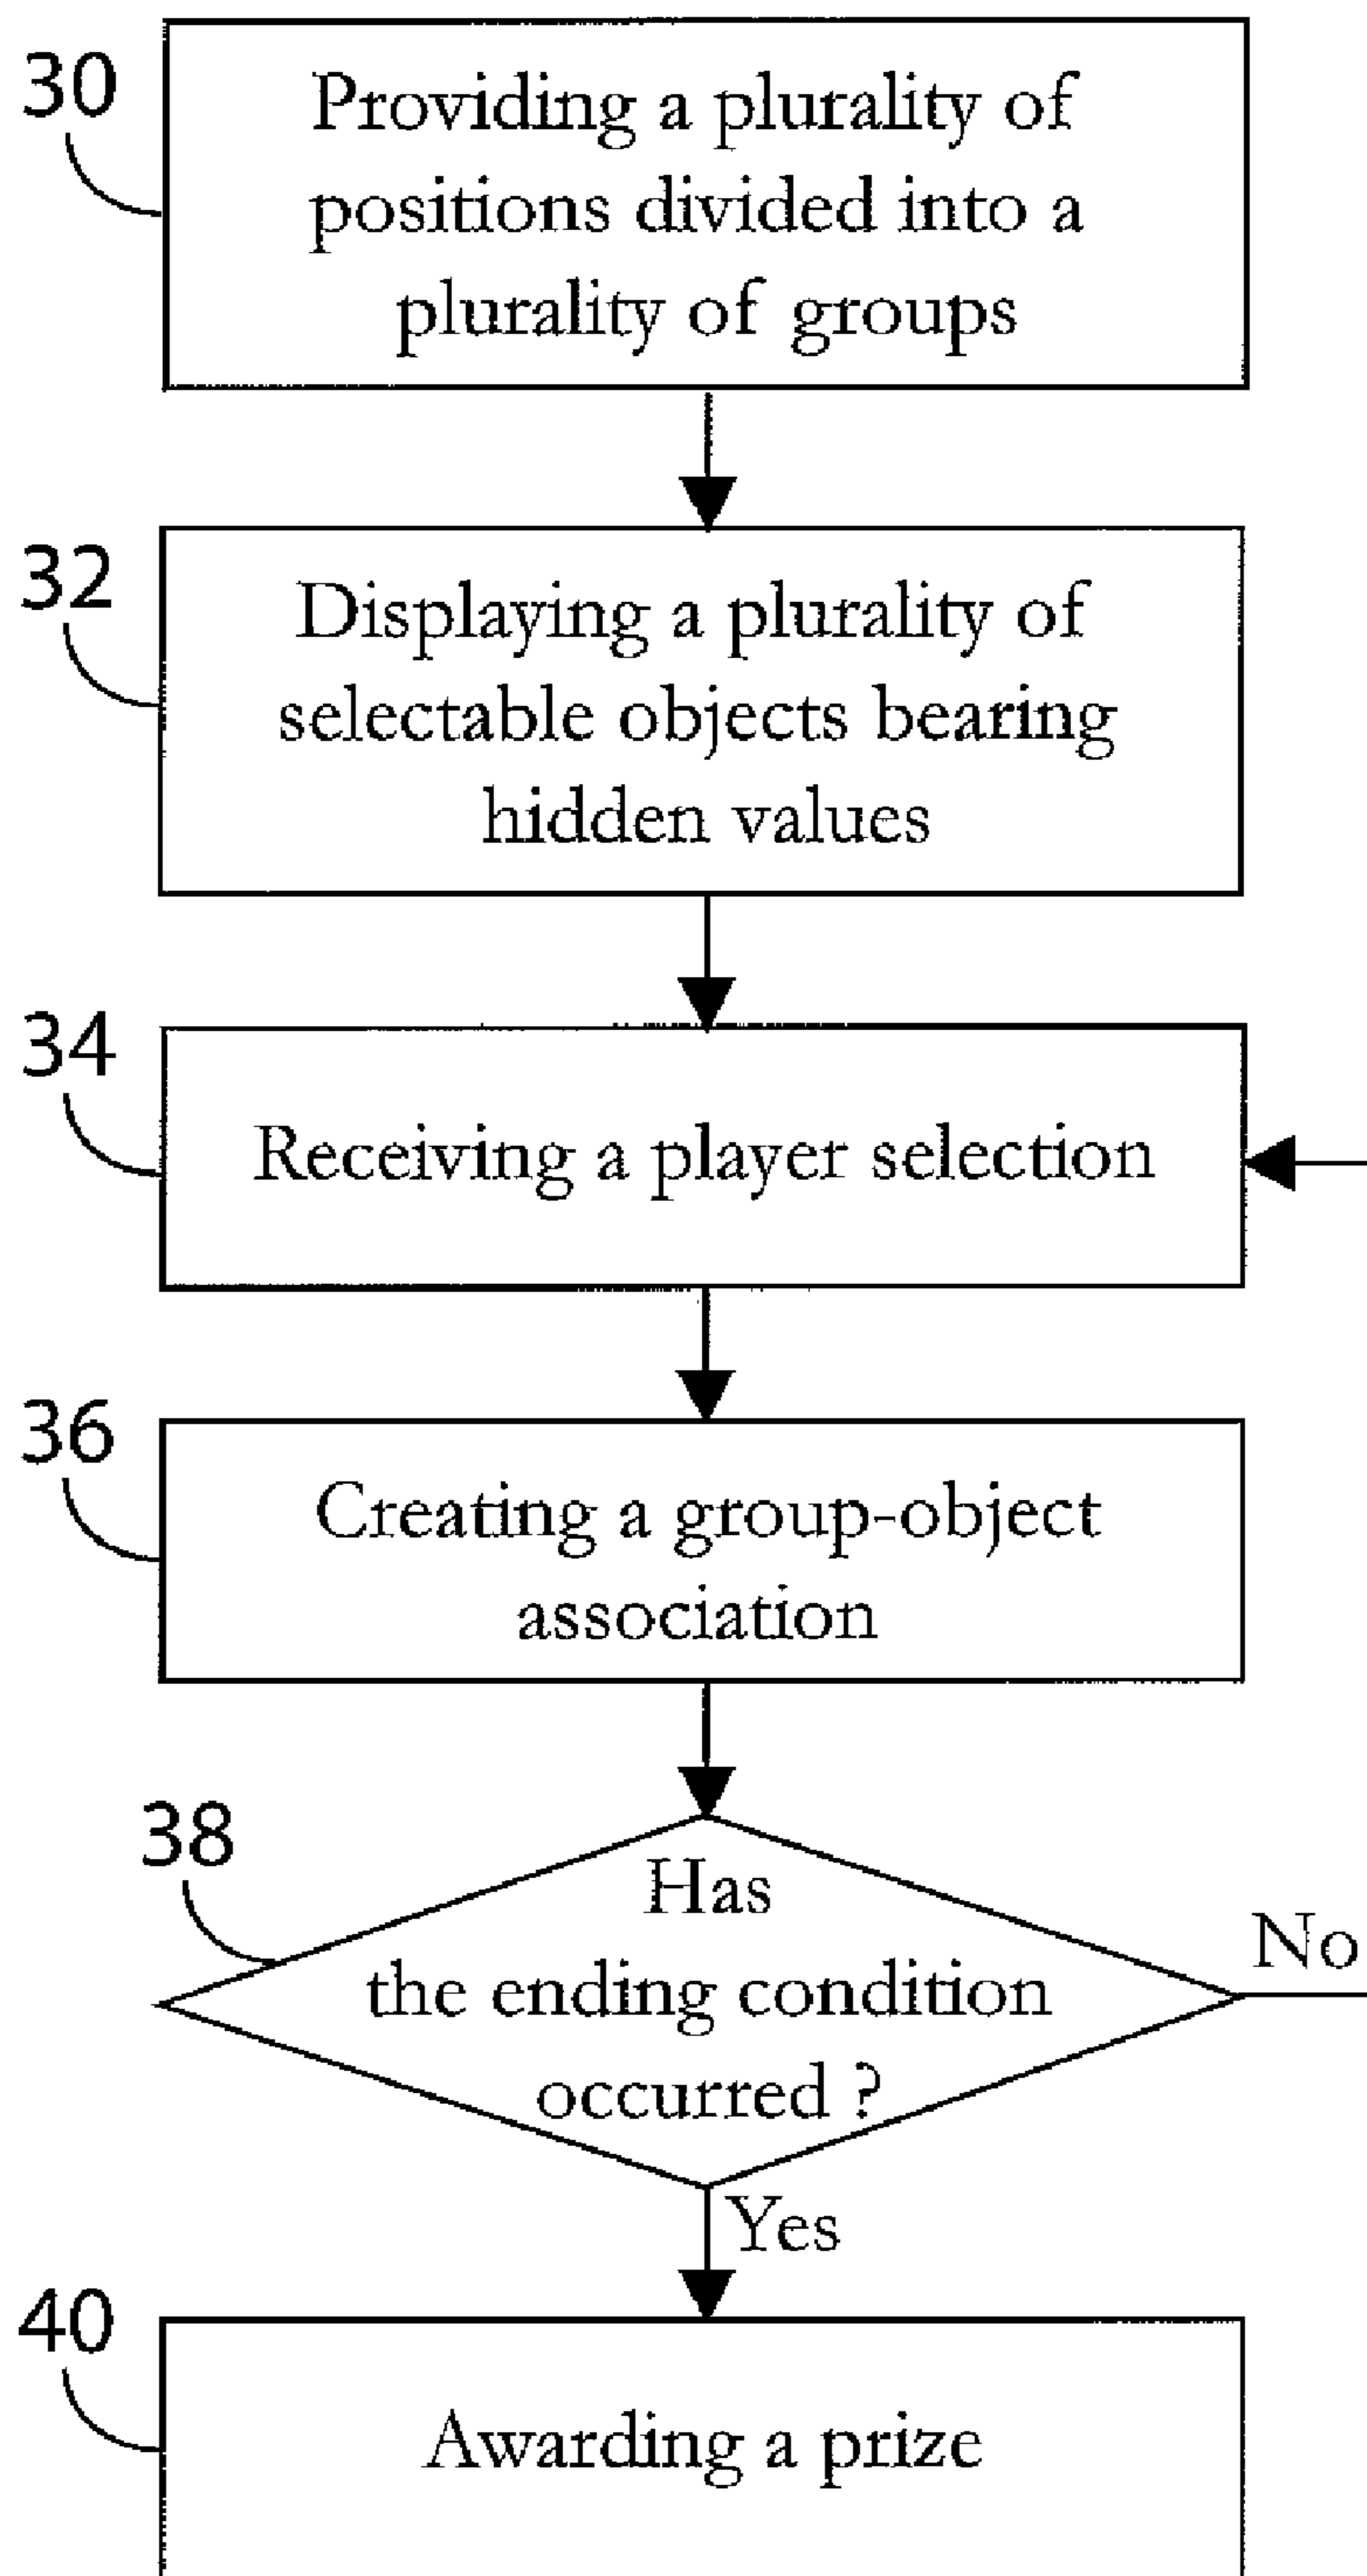 30
Providing a plurality of
positions divided into a
plurality of groups
32
Displaying a plurality of
selectable objects bearing
hidden values
34
Receiving a player selection
36
Creating a group-object
association
38
Has
the ending condition
occurred ?
No
Yes
40
Awarding a prize